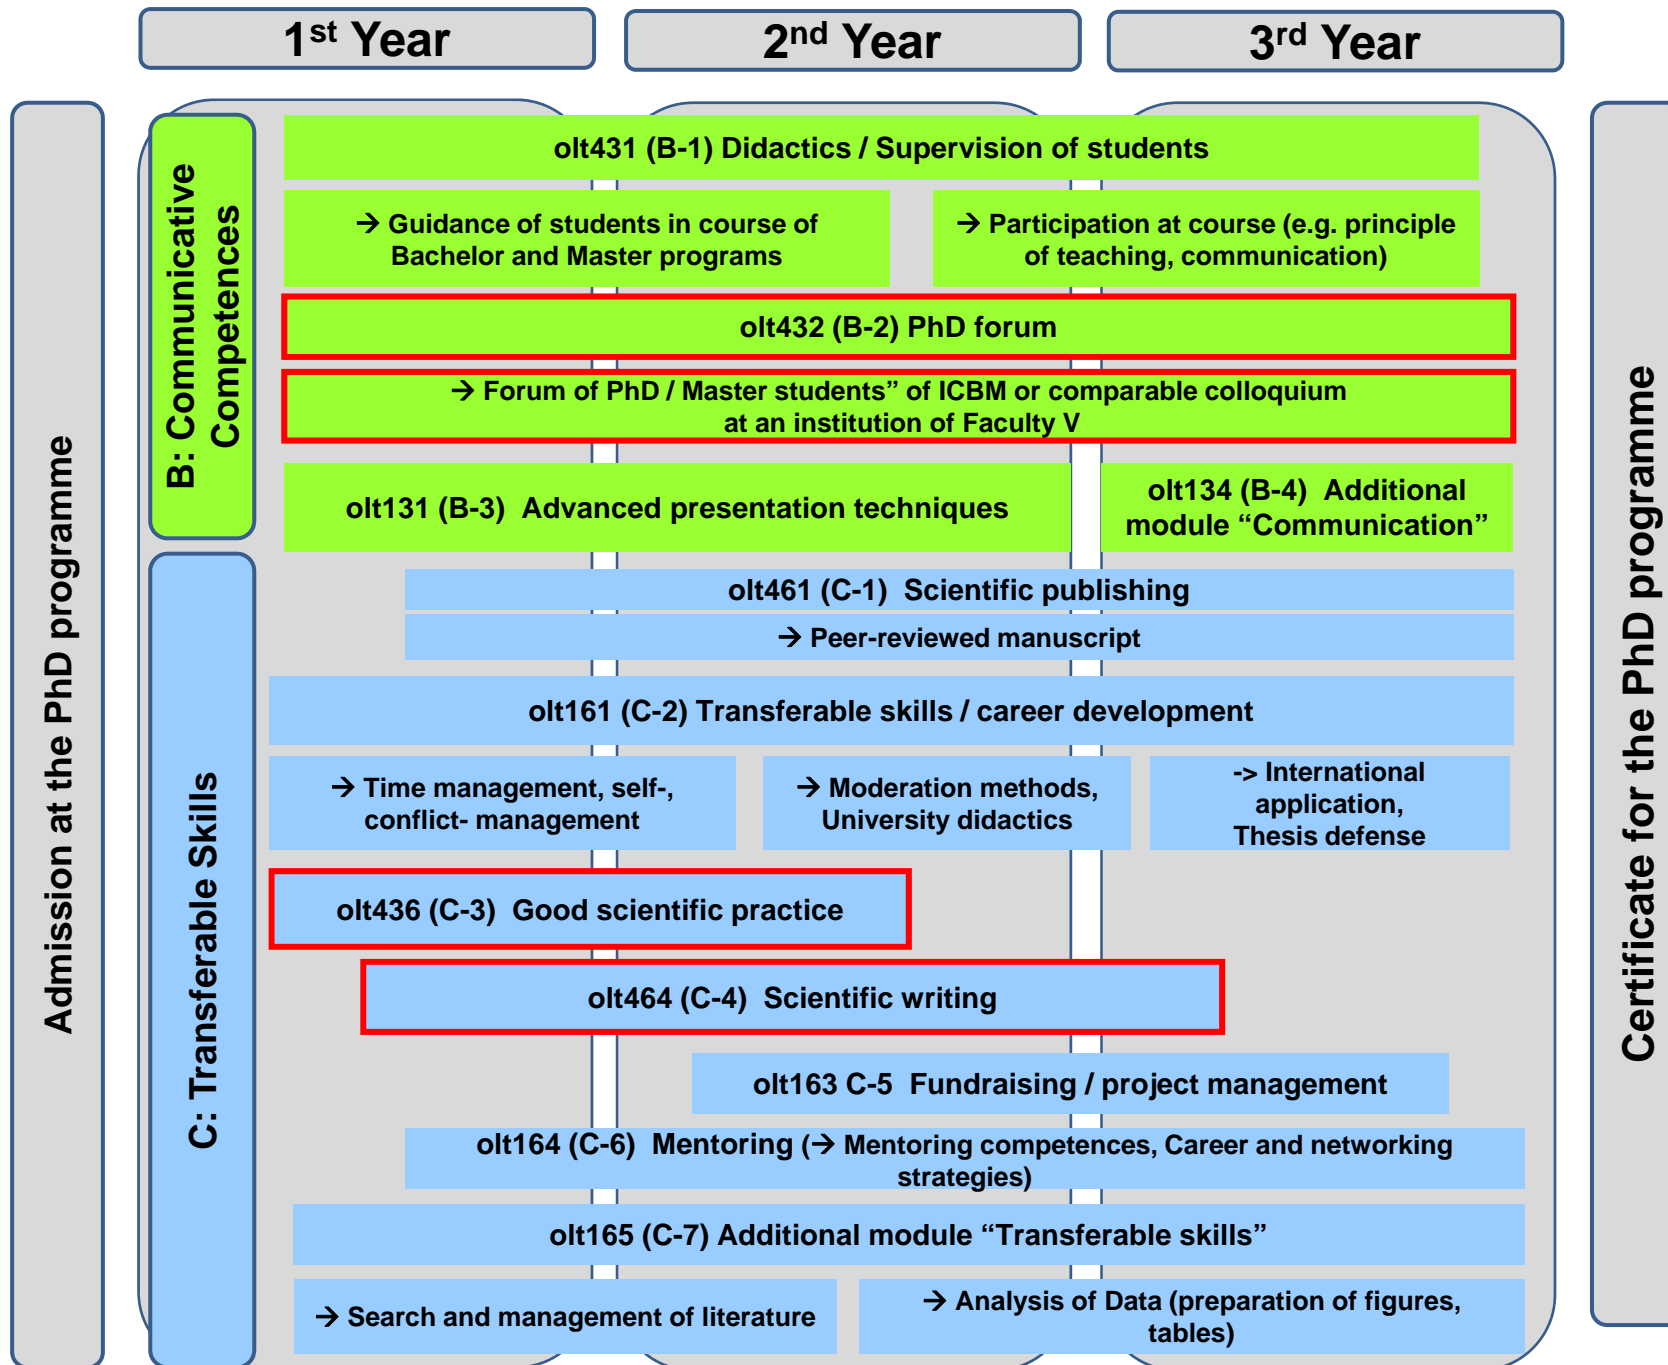 1st Year
2nd Year
3rd Year
Admission at the PhD programme
B: Communicative
Competences
olt431 (B-1) Didactics / Supervision of students
→ Guidance of students in course of
Bachelor and Master programs
→ Participation at course (e.g. principle
of teaching, communication)
olt432 (B-2) PhD forum
→ Forum of PhD / Master students” of ICBM or comparable colloquium
at an institution of Faculty V
olt131 (B-3) Advanced presentation techniques
olt134 (B-4) Additional
module “Communication”
C: Transferable Skills
olt461 (C-1) Scientific publishing
→ Peer-reviewed manuscript
olt161 (C-2) Transferable skills / career development
→ Time management, self-,
conflict- management
→ Moderation methods,
University didactics
-> International
application,
Thesis defense
olt436 (C-3) Good scientific practice
olt464 (C-4) Scientific writing
olt163 C-5 Fundraising / project management
olt164 (C-6) Mentoring (→ Mentoring competences, Career and networking
strategies)
olt165 (C-7) Additional module “Transferable skills”
→ Search and management of literature
→ Analysis of Data (preparation of figures,
tables)
Certificate for the PhD programme